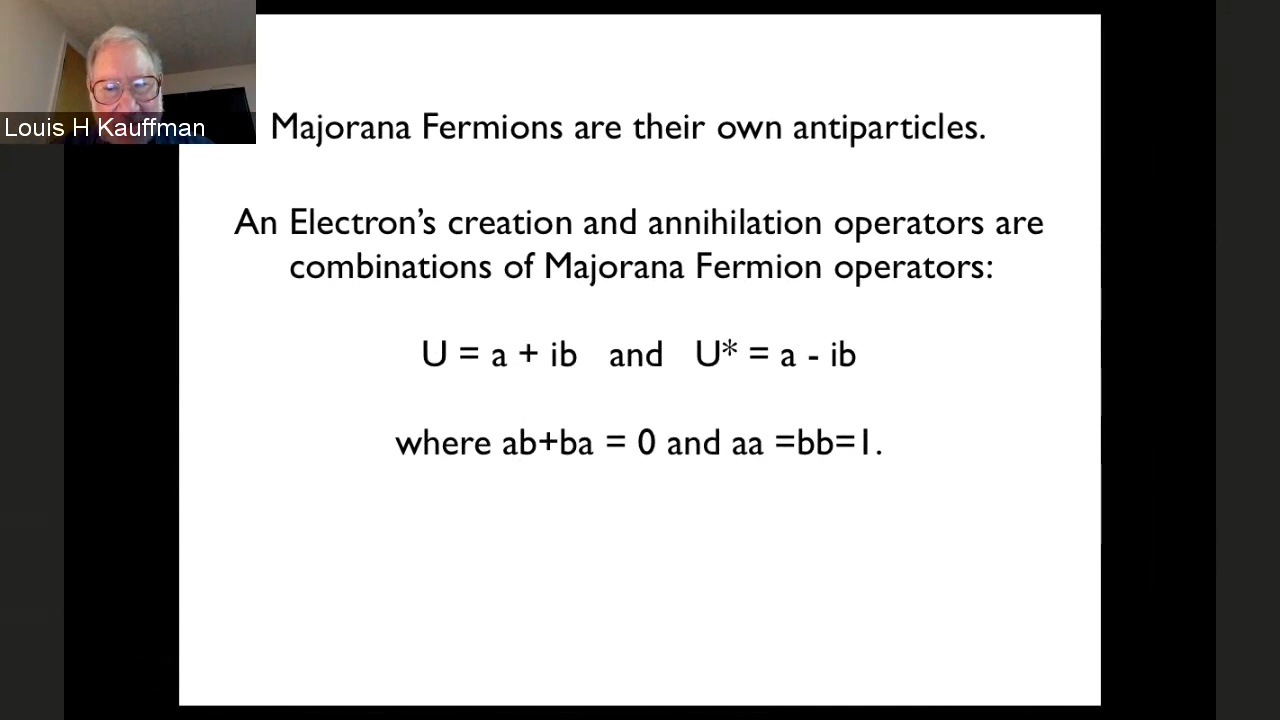 Louis H Kauffman
Majorana Fermions are their own antiparticles.
An Electron’s creation and annihilation operators are
combinations of Majorana Fermion operators:
U = a + ib and U* = a - ib
where ab+ba = 0 and aa =bb=1.